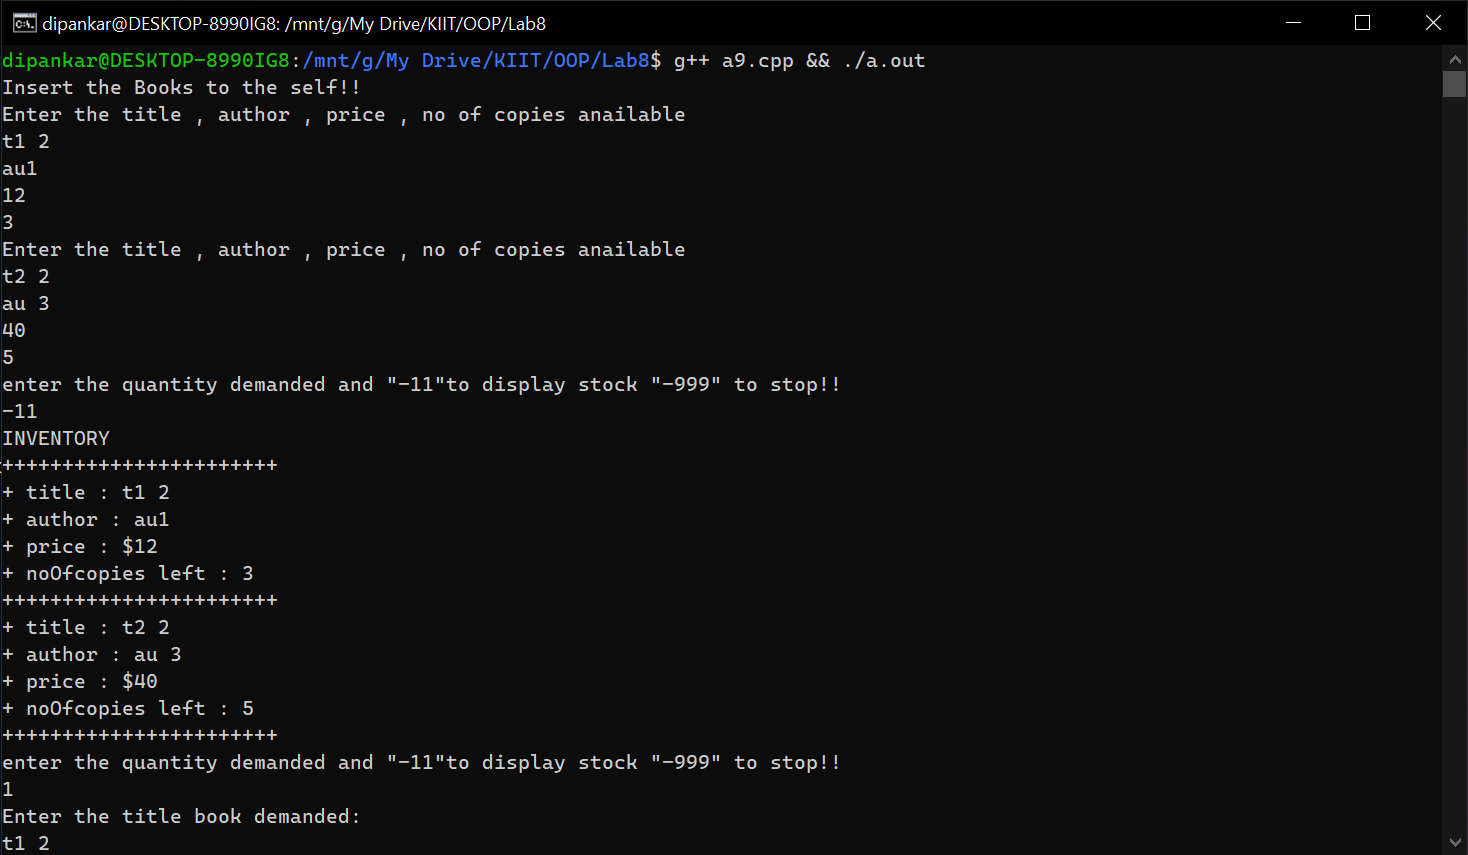 dipankar@DESKTOP-8990IG8: /mnt/g/My Drive/KIIT/OOP/Lab8
dipankar@DESKTOP-8990IG8:/mnt/g/My Drive/KIIT/OOP/Lab8$ g++ a9.cpp && ./a.out
Insert the Books to the self!!
Enter the title , author , price , no of copies anailable
t1 2
au1
12
3
Enter the title , author , price , no of copies anailable
t2 2
au 3
40
5
enter the quantity demanded and "-11"to display stock "-999" to stop!!
-11
INVENTORY
+++++++++++++++++++++++
+ title : t1 2
+ author : au1
+ price : $12
+ noOfcopies left : 3
+++++++++++++++++++++++
+ title : t2 2
+ author : au 3
+ price : $40
+ noOfcopies left : 5
+++++++++++++++++++++++
enter the quantity demanded and "-11"to display stock "-999" to stop!!
1
Enter the title book demanded:
t1 2